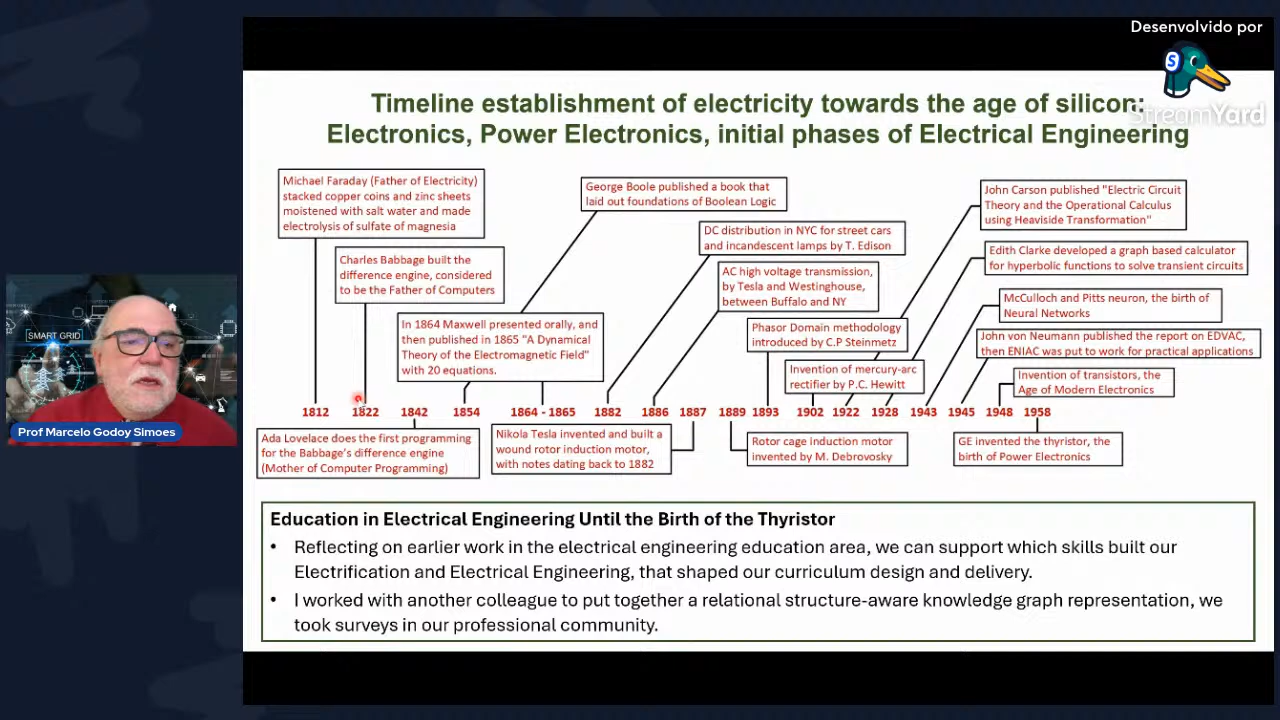 Desenvolvido por
S
StreamYard
Timeline establishment of electricity towards the age of silicon:
Electronics, Power Electronics, initial phases of Electrical Engineering
Michael Faraday (Father of Electricity)
stacked copper coins and zinc sheets
moistened with salt water and made
electrolysis of sulfate of magnesia
Charles Babbage built the
difference engine, considered
to be the Father of Computers
In 1864 Maxwell presented orally, and
then published in 1865 "A Dynamical
Theory of the Electromagnetic Field"
with 20 equations.
George Boole published a book that
laid out foundations of Boolean Logic
DC distribution in NYC for street cars
and incandescent lamps by T. Edison
AC high voltage transmission,
by Tesla and Westinghouse,
between Buffalo and NY
Phasor Domain methodology
introduced by C.P Steinmetz
Invention of mercury-arc
rectifier by P.C. Hewitt
John Carson published "Electric Circuit
Theory and the Operational Calculus
using Heaviside Transformation"
Edith Clarke developed a graph based calculator
for hyperbolic functions to solve transient circuits
McCulloch and Pitts neuron, the birth of
Neural Networks
John von Neumann published the report on EDVAC,
then ENIAC was put to work for practical applications
Invention of transistors, the
Age of Modern Electronics
1812 1822 1842 1854 1864 - 1865 1882 1886 1887 1889 1893 1902 1922 1928 1943 1945 1948 1958
Ada Lovelace does the first programming
for the Babbage's difference engine
(Mother of Computer Programming)
Nikola Tesla invented and built a
wound rotor induction motor,
with notes dating back to 1882
Rotor cage induction motor
invented by M. Debrovosky
GE invented the thyristor, the
birth of Power Electronics
SMART GRID
Prof Marcelo Godoy Simoes
Education in Electrical Engineering Until the Birth of the Thyristor
• Reflecting on earlier work in the electrical engineering education area, we can support which skills built our
Electrification and Electrical Engineering, that shaped our curriculum design and delivery.
• I worked with another colleague to put together a relational structure-aware knowledge graph representation, we
took surveys in our professional community.